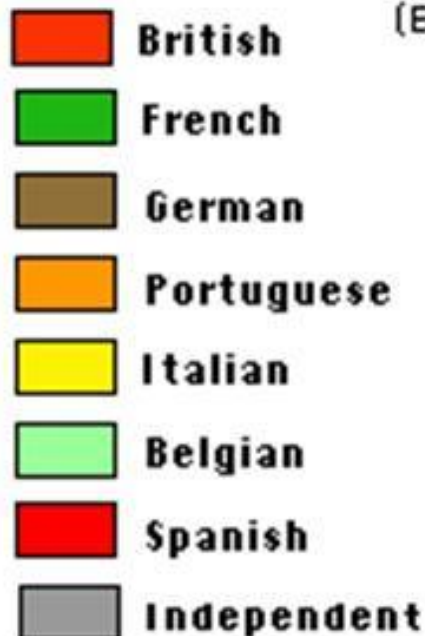 (E
British
French
German
Portuguese
Italian
Belgian
Spanish
Independent